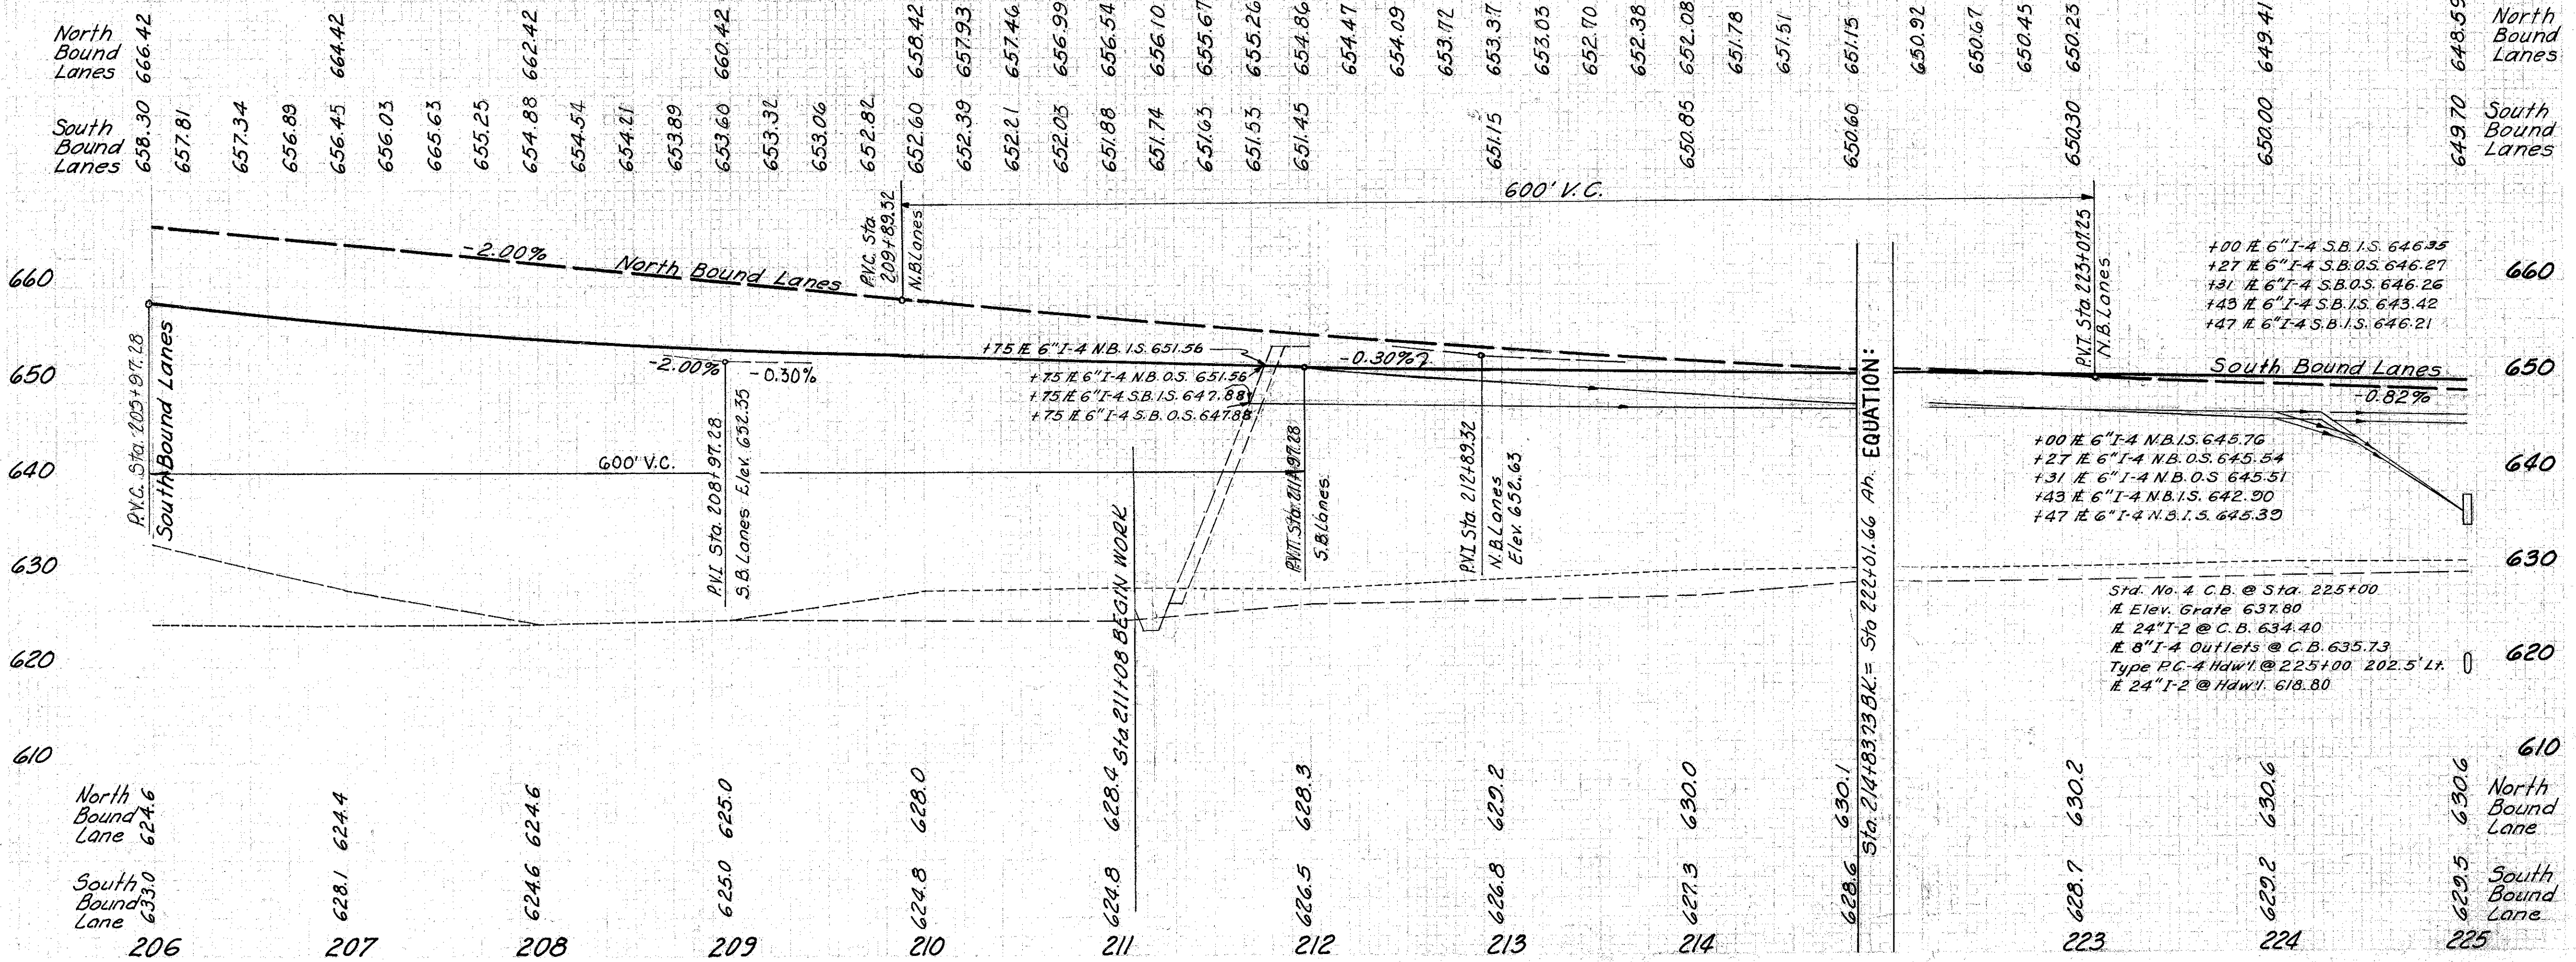 North
Bound
Lanes
666.42 664.42 662.42 660.42 658.42 657.93 657.46 656.99 656.54 656.10 655.67 655.26 654.86 654.47 654.09 653.72 653.37 653.03 652.70 652.38 652.08 651.78 651.51 651.15 650.92 650.67 650.45 650.23 649.41 648.59
North
Bound
Lanes
South
Bound
Lanes
658.30 657.81 657.34 656.89 656.45 656.03 665.63 655.25 654.88 654.54 654.21 653.89 653.60 653.32 653.06 652.82 652.60 652.39 652.21 652.03 651.88 651.74 651.63 651.53 651.45 651.15 650.85 650.60 650.30 650.00 649.70
South
Bound
Lanes
600' V.C.
P.V.C. Sta
209+89.32
N.B.Lanes
-2.00%
North Bound Lanes
P.V.I. Sta. 223+07.25
N.B.Lanes
+00 ℄ 6"I-4 S.B.I.S. 646.35
+27 ℄ 6"I-4 S.B.O.S. 646.27
+31 ℄ 6"I-4 S.B.O.S. 646.26
+43 ℄ 6"I-4 S.B.I.S. 643.42
+47 ℄ 6"I-4 S.B.I.S. 646.21
660
660
650
650
640
640
630
630
620
620
610
610
P.V.C. Sta. 205+97.28
South Bound Lanes
-2.00%
-0.30%
P.V.I Sta. 208+97.28
S.B. Lanes Elev. 652.35
+75 ℄ 6"I-4 N.B.I.S. 651.56
+75 ℄ 6"I-4 N.B.O.S. 651.56
+75 ℄ 6"I-4 S.B.I.S. 647.88
+75 ℄ 6"I-4 S.B.O.S. 647.88
-0.30%
South Bound Lanes
-0.82%
600' V.C.
P.V.T. Sta. 211+97.28
S.B.Lanes.
P.V.I Sta. 212+89.32
N.B.Lanes
Elev. 652.63
Sta. 211+08 BEGIN WORK
Sta. 214+83.73 BK.= Sta 222+01.66 Ah. EQUATION:
+00 ℄ 6"I-4 N.B.I.S. 645.76
+27 ℄ 6"I-4 N.B.O.S. 645.54
+31 ℄ 6"I-4 N.B.O.S 645.51
+43 ℄ 6"I-4 N.B.I.S. 642.90
+47 ℄ 6"I-4 N.B.I.S. 645.39
Std. No. 4 C.B. @ Sta. 225+00
℄ Elev. Grate 637.80
℄ 24"I-2 @ C.B. 634.40
℄ 8"I-4 Outlets @ C.B. 635.73
Type P.C-4 Hdw'l. @ 225+00 202.5' Lt.
℄ 24"I-2 @ Hdw'l. 618.80
North
Bound
Lane
624.6 624.4 624.6 625.0 628.0 628.4 628.3 629.2 630.0 630.1 630.2 630.6 630.6
North
Bound
Lane
South
Bound
Lane
633.0 628.1 624.6 625.0 624.8 624.8 626.5 626.8 627.3 628.6 628.7 629.2 629.5
South
Bound
Lane
206 207 208 209 210 211 212 213 214 223 224 225